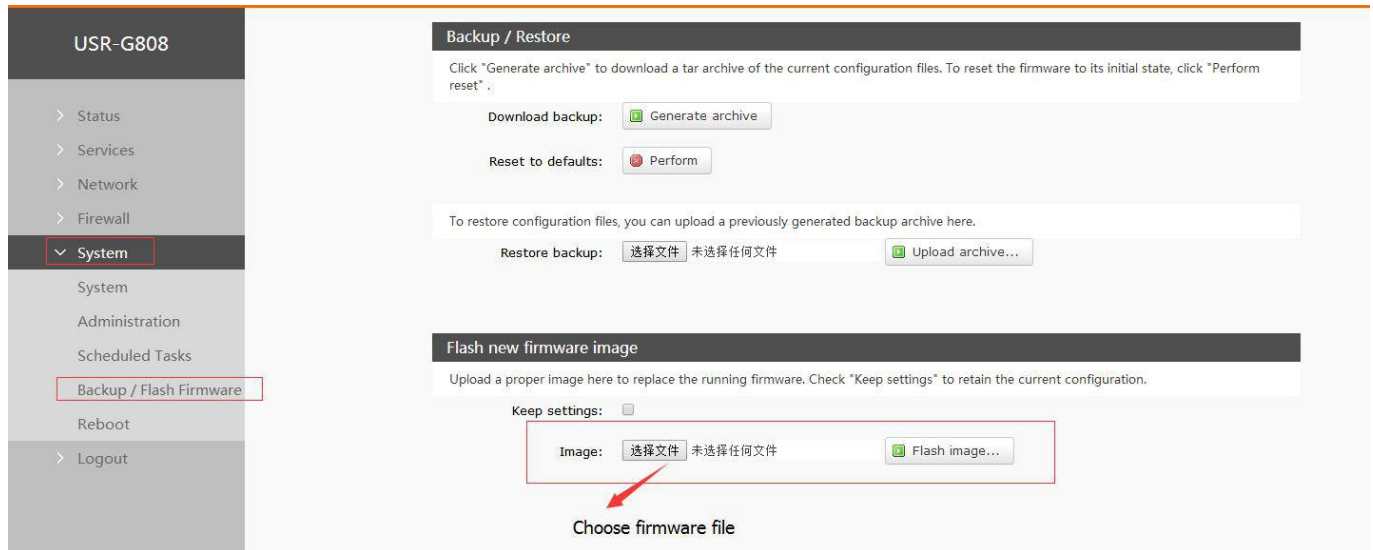 USR-G808
Status
Services
Network
Firewall
System
System
Administration
Scheduled Tasks
Backup / Flash Firmware
Reboot
Logout
Backup / Restore
Click "Generate archive" to download a tar archive of the current configuration files. To reset the firmware to its initial state, click "Perform
reset" .
Download backup: Generate archive
Reset to defaults: Perform
To restore configuration files, you can upload a previously generated backup archive here.
Restore backup: 选择文件 未选择任何文件 Upload archive...
Flash new firmware image
Upload a proper image here to replace the running firmware. Check "Keep settings" to retain the current configuration.
Keep settings:
Image: 选择文件 未选择任何文件 Flash image...
Choose firmware file